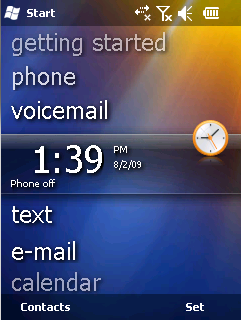 Start
getting started
phone
voicemail
1:39 PM
8/2/09
Phone off
text
e-mail
calendar
Contacts Set